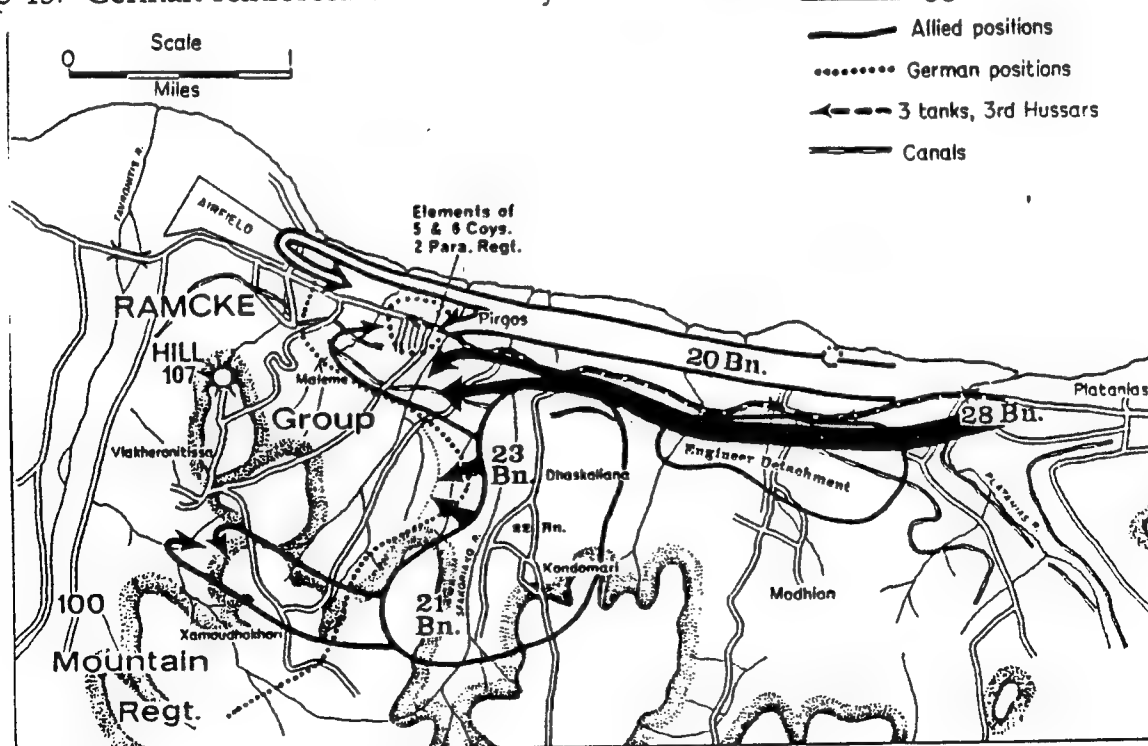 Scale
0 1
Miles
Allied positions
German positions
3 tanks, 3rd Hussars
Canals
TAVRONITIS R.
AIRFIELD
Elements of
5 & 6 Coys.
2 Para. Regt.
RAMCKE
Pirgos
HILL
107
Maleme
20 Bn.
Platanias
Group
28 Bn.
Vlakheronitissa
23
Bn.
Dhaskaliana
Engineer Detachment
22 Bn.
PLATANIAS R.
Kondomari
Modhion
100
21
Bn.
Xamoudhokhori
Mountain
Regt.